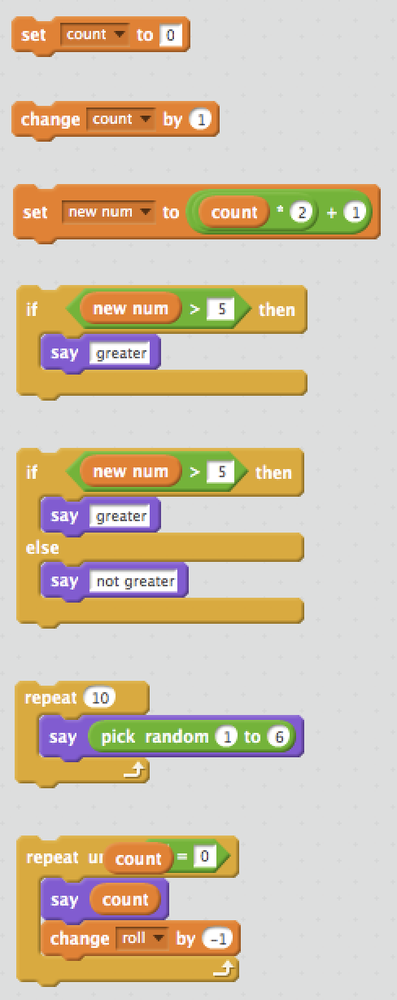 set count to 0
change count by 1
set new num to count * 2 + 1
if new num > 5 then
say greater
if new num > 5 then
say greater
else
say not greater
repeat 10
say pick random 1 to 6
repeat count = 0
say count
change roll by -1